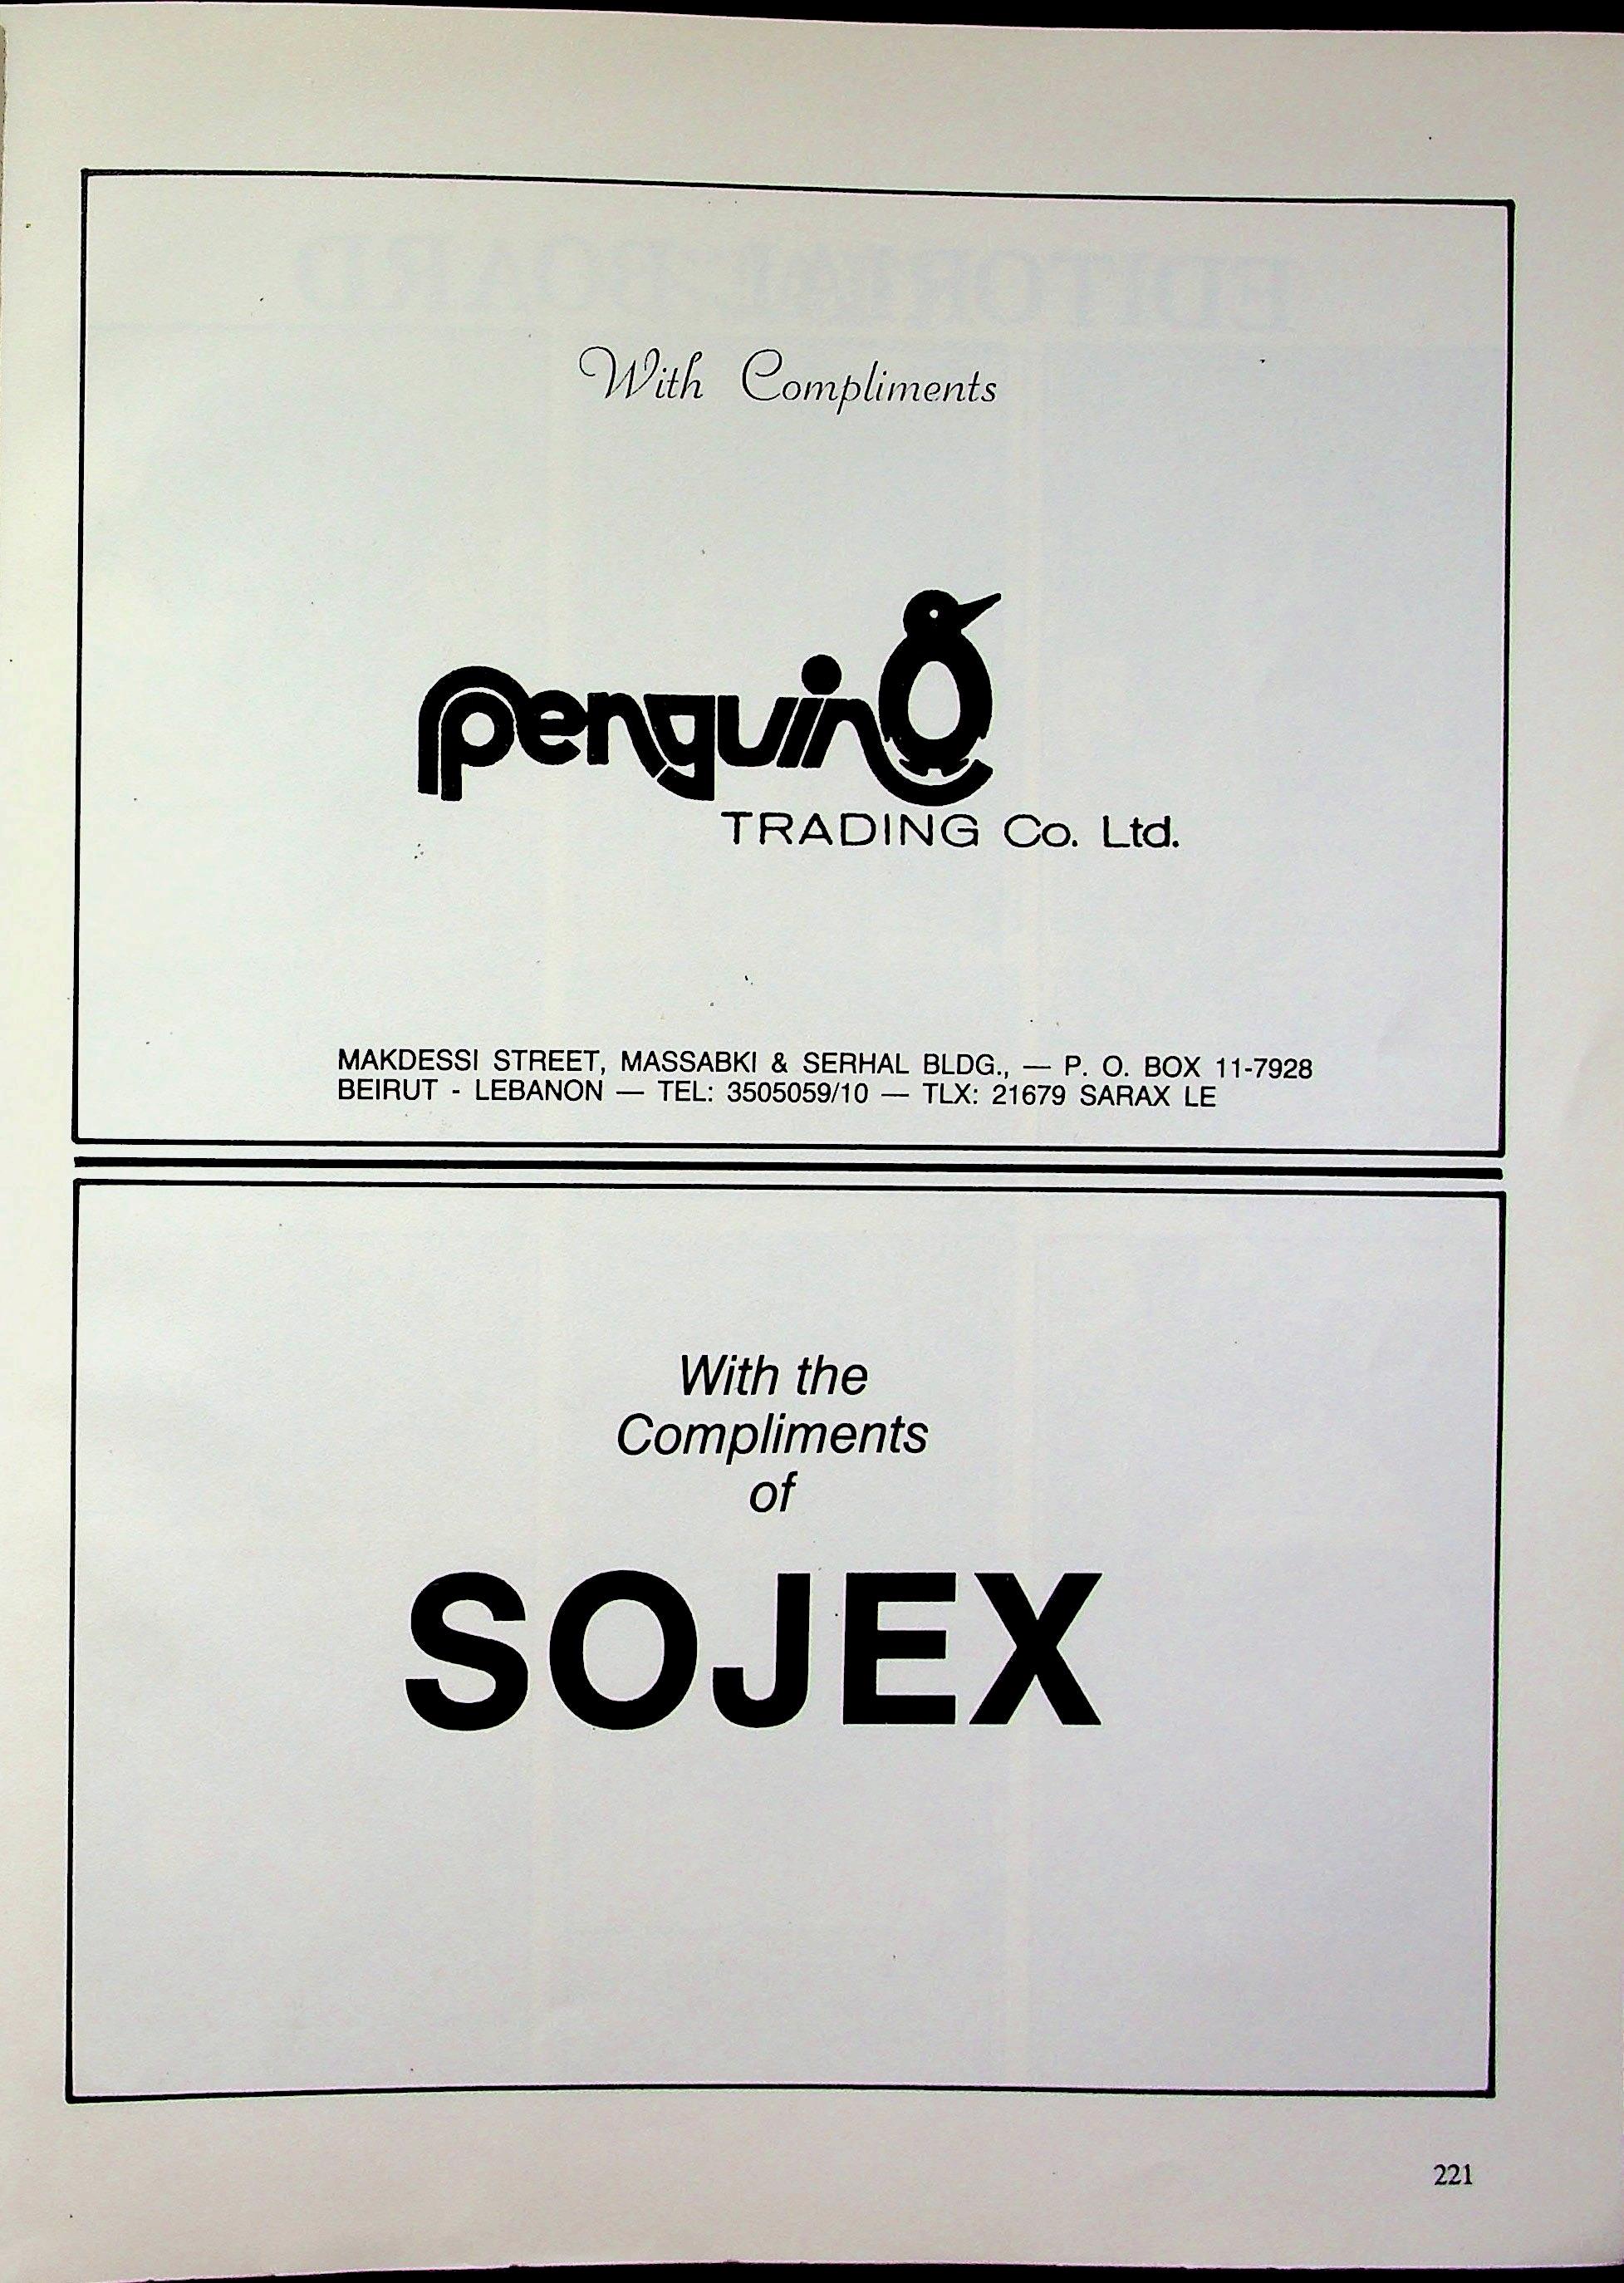 With Compliments
penguin
TRADING Co. Ltd.
MAKDESSI STREET, MASSABKI & SERHAL BLDG., — P. O. BOX 11-7928
BEIRUT - LEBANON — TEL: 3505059/10 — TLX: 21679 SARAX LE
With the
Compliments
of
SOJEX
221